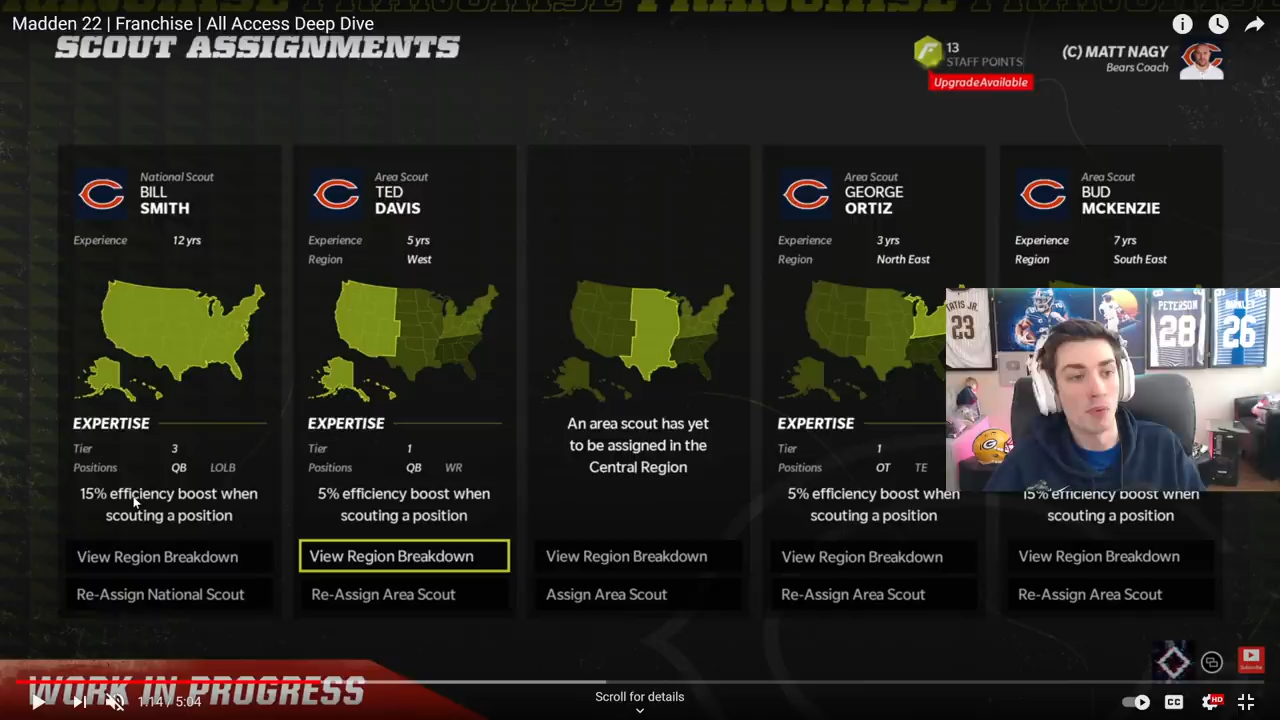 Madden 22 | Franchise | All Access Deep Dive
SCOUT ASSIGNMENTS
13
STAFF POINTS
Upgrade Available
(C) MATT NAGY
Bears Coach
National Scout
BILL
SMITH
Experience 12 yrs
EXPERTISE
Tier 3
Positions QB LOLB
15% efficiency boost when
scouting a position
View Region Breakdown
Re-Assign National Scout
Area Scout
TED
DAVIS
Experience 5 yrs
Region West
EXPERTISE
Tier 1
Positions QB WR
5% efficiency boost when
scouting a position
View Region Breakdown
Re-Assign Area Scout
An area scout has yet
to be assigned in the
Central Region
View Region Breakdown
Assign Area Scout
Area Scout
GEORGE
ORTIZ
Experience 3 yrs
Region North East
EXPERTISE
Tier 1
Positions OT TE
5% efficiency boost when
scouting a position
View Region Breakdown
Re-Assign Area Scout
Area Scout
BUD
MCKENZIE
Experience 7 yrs
Region South East
15% efficiency boost when
scouting a position
View Region Breakdown
Re-Assign Area Scout
TIS JR.
23
PETERSON
28
26
WORK IN PROGRESS
1:14 / 5:04
Scroll for details
Subscribe
CC
HD